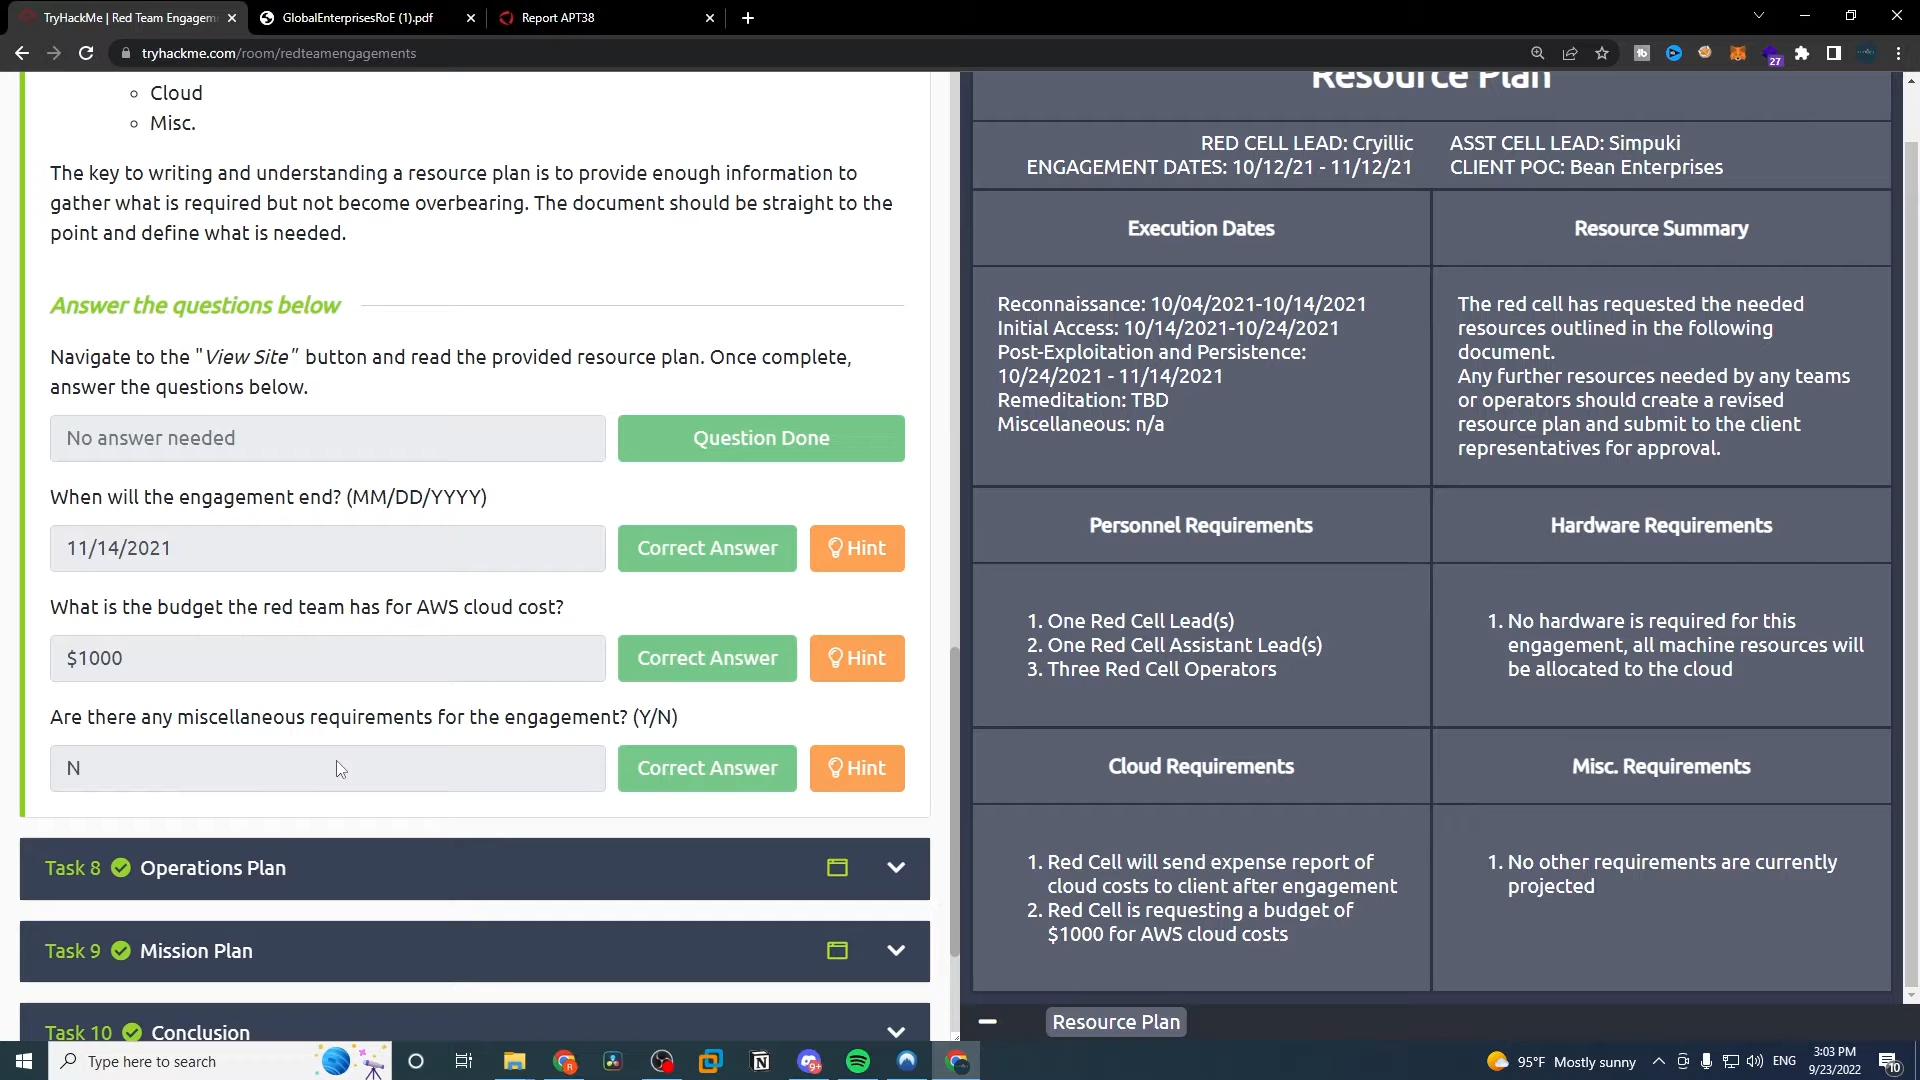 TryHackMe | Red Team Engagem
GlobalEnterprisesRoE (1).pdf
Report APT38
tryhackme.com/room/redteamengagements
27
Cloud
Misc.
The key to writing and understanding a resource plan is to provide enough information to
gather what is required but not become overbearing. The document should be straight to the
point and define what is needed.
Answer the questions below
Navigate to the "View Site" button and read the provided resource plan. Once complete,
answer the questions below.
No answer needed
Question Done
When will the engagement end? (MM/DD/YYYY)
11/14/2021
Correct Answer
Hint
What is the budget the red team has for AWS cloud cost?
$1000
Correct Answer
Hint
Are there any miscellaneous requirements for the engagement? (Y/N)
N
Correct Answer
Hint
Task 8 Operations Plan
Task 9 Mission Plan
Task 10 Conclusion
Resource Plan
RED CELL LEAD: Cryillic
ENGAGEMENT DATES: 10/12/21 - 11/12/21
ASST CELL LEAD: Simpuki
CLIENT POC: Bean Enterprises
Execution Dates
Reconnaissance: 10/04/2021-10/14/2021
Initial Access: 10/14/2021-10/24/2021
Post-Exploitation and Persistence:
10/24/2021 - 11/14/2021
Remeditation: TBD
Miscellaneous: n/a
Resource Summary
The red cell has requested the needed
resources outlined in the following
document.
Any further resources needed by any teams
or operators should create a revised
resource plan and submit to the client
representatives for approval.
Personnel Requirements
1. One Red Cell Lead(s)
2. One Red Cell Assistant Lead(s)
3. Three Red Cell Operators
Hardware Requirements
1. No hardware is required for this
engagement, all machine resources will
be allocated to the cloud
Cloud Requirements
1. Red Cell will send expense report of
cloud costs to client after engagement
2. Red Cell is requesting a budget of
$1000 for AWS cloud costs
Misc. Requirements
1. No other requirements are currently
projected
Resource Plan
Type here to search
95°F Mostly sunny
ENG
3:03 PM
9/23/2022
10